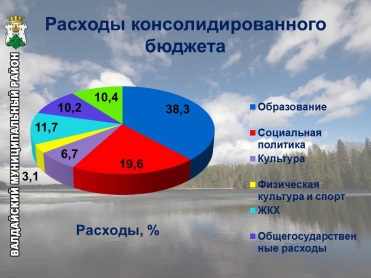 Расходы консолидированного
бюджета
ВАЛДАЙСКИЙ МУНИЦИПАЛЬНЫЙ РАЙОН
10,4
38,3
10,2
11,7
3,1
6,7
19,6
Образование
Социальная
политика
Культура
Физическая
культура и спорт
ЖКХ
Общегосударствен
ные расходы
Расходы, %